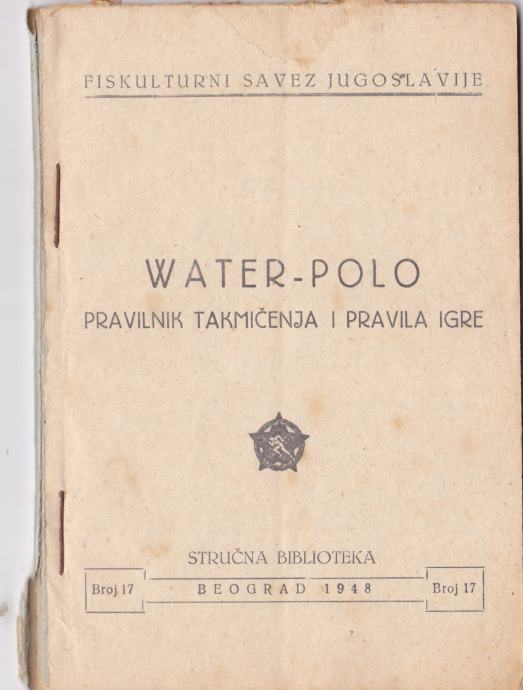 FISKULTURNI SAVEZ JUGOSLAVIJE
WATER-POLO
PRAVILNIK TAKMIČENJA I PRAVILA IGRE
STRUČNA BIBLIOTEKA
Broj 17 BEOGRAD 1948 Broj 17